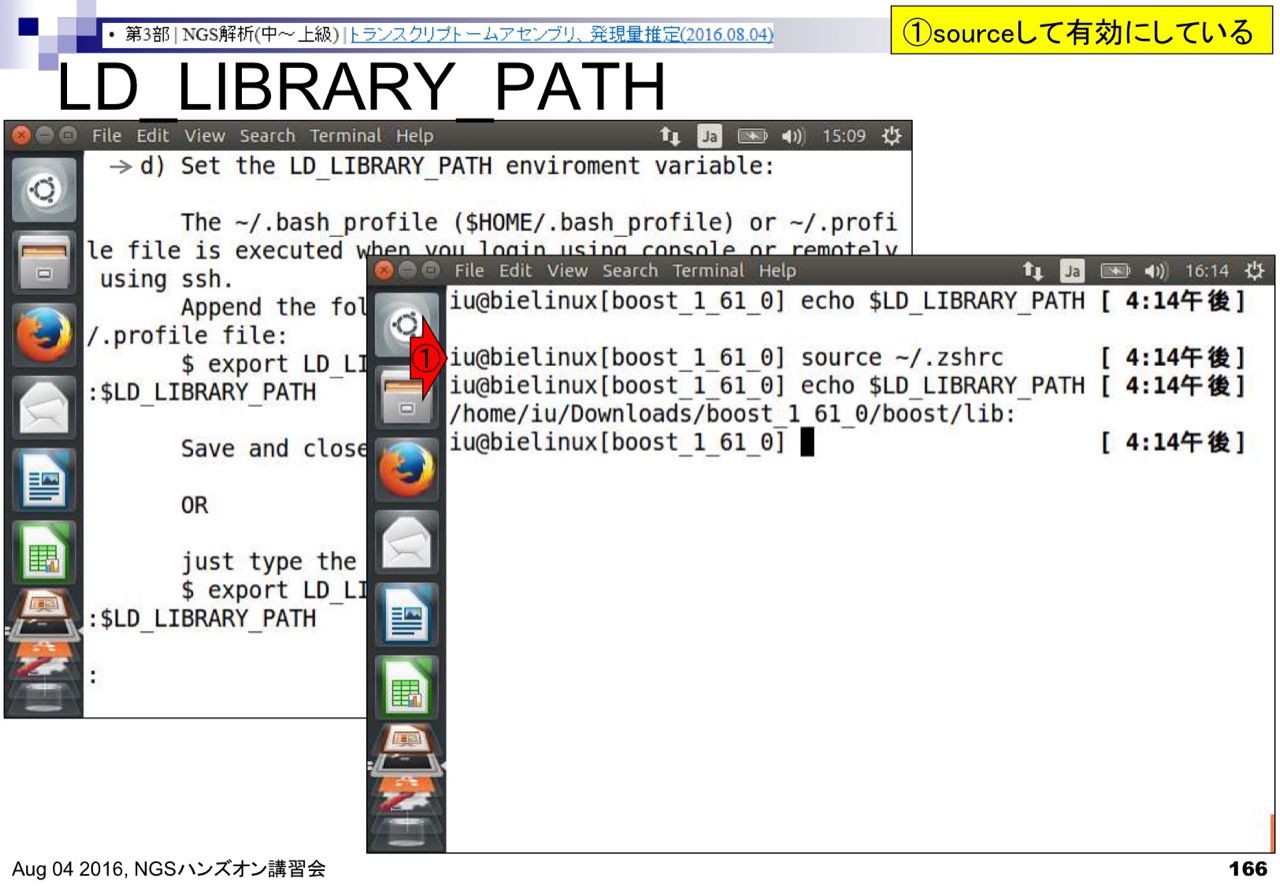 • 第3部 | NGS解析(中～上級) | トランスクリプトームアセンブリ、発現量推定(2016.08.04)
①sourceして有効にしている
LD_LIBRARY_PATH
File Edit View Search Terminal Help Ja 15:09
→ d) Set the LD_LIBRARY_PATH enviroment variable:
The ~/.bash_profile ($HOME/.bash_profile) or ~/.profi
le file is executed when you login using console or remotely
using ssh.
Append the fol
/.profile file:
$ export LD_LI
:$LD_LIBRARY_PATH
Save and close
OR
just type the
$ export LD_LI
:$LD_LIBRARY_PATH
:
File Edit View Search Terminal Help Ja 16:14
iu@bielinux[boost_1_61_0] echo $LD_LIBRARY_PATH [ 4:14午後]
①
iu@bielinux[boost_1_61_0] source ~/.zshrc [ 4:14午後]
iu@bielinux[boost_1_61_0] echo $LD_LIBRARY_PATH [ 4:14午後]
/home/iu/Downloads/boost_1_61_0/boost/lib:
iu@bielinux[boost_1_61_0] [ 4:14午後]
Aug 04 2016, NGSハンズオン講習会
166